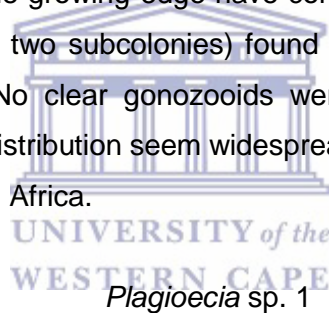 growing edge have con
two subcolonies) found
No clear gonozooids wer
distribution seem widesprea
Africa.
UNIVERSITY of the
WESTERN CAPE
Plagioecia sp. 1